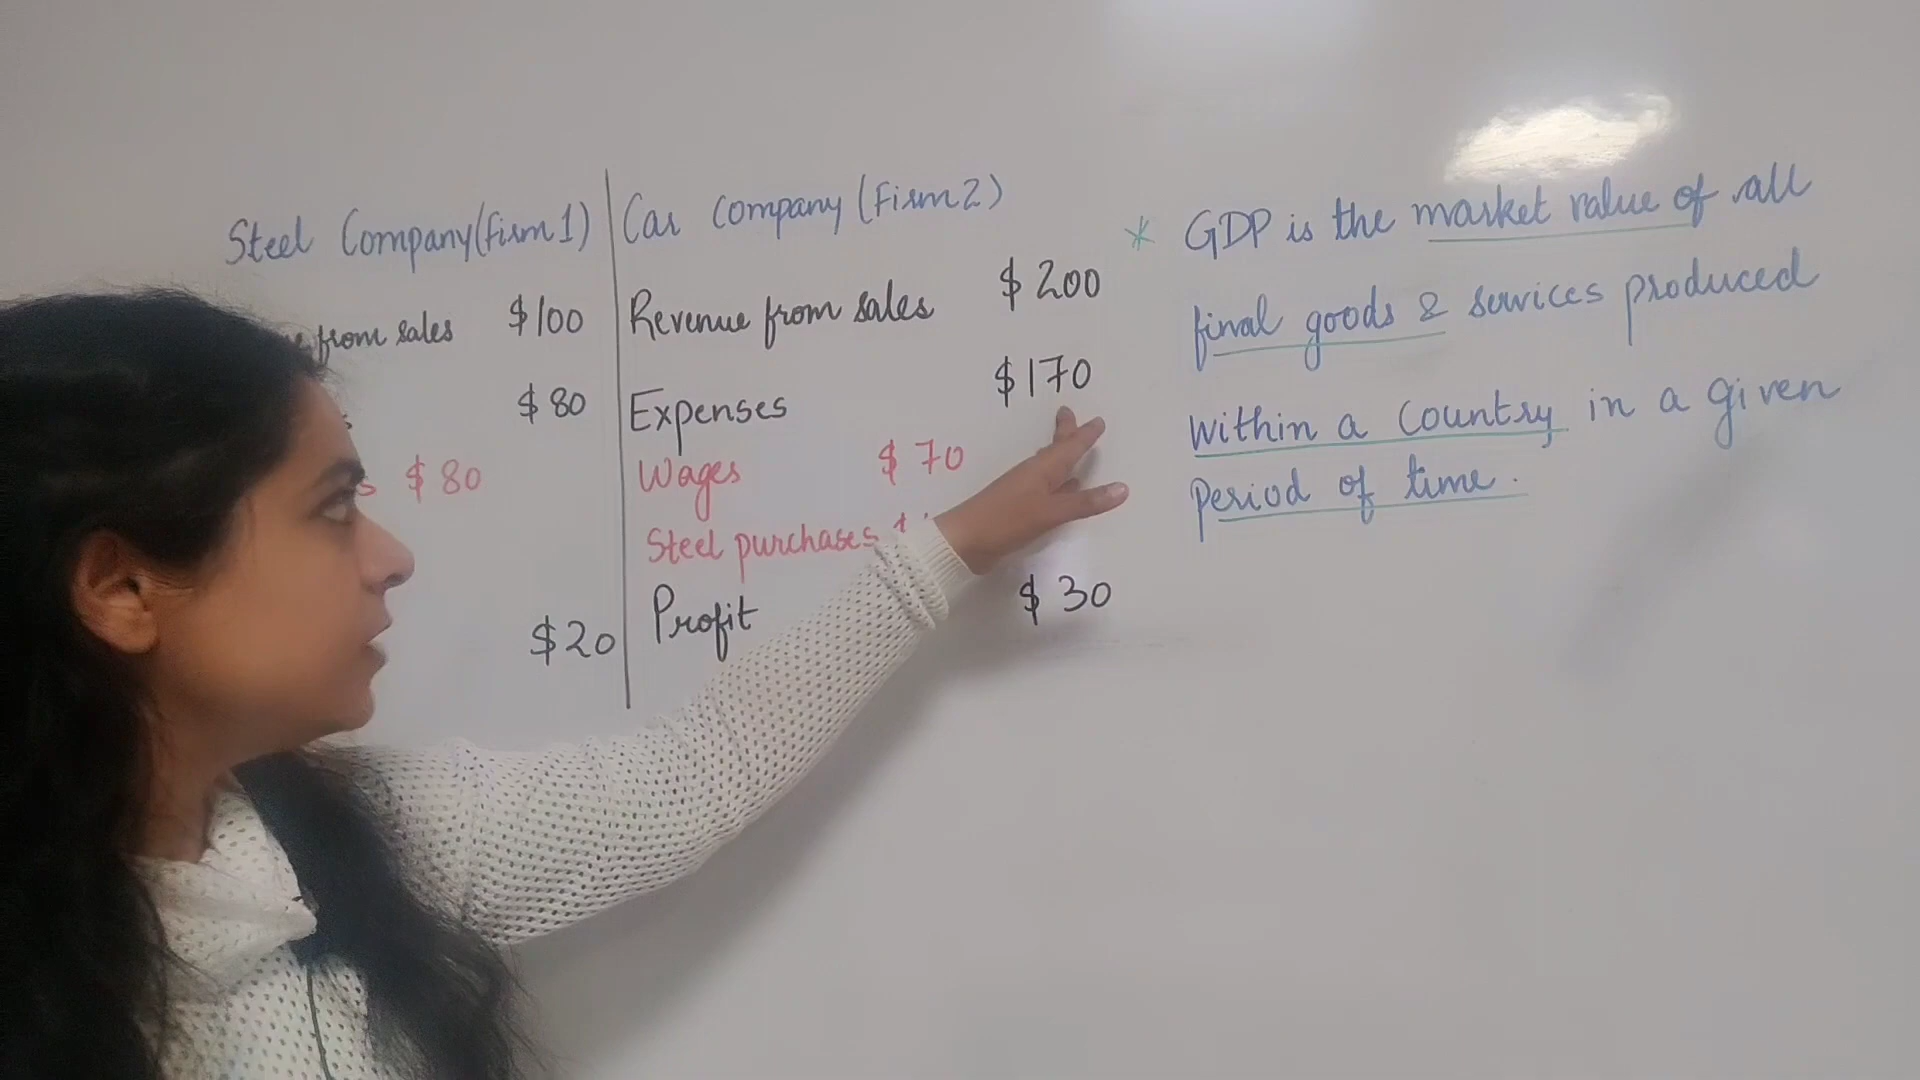 Steel Company(Firm 1)
from sales $100
$80
s $80
$20
Car Company (Firm 2)
Revenue from sales $200
Expenses $170
Wages $70
Steel purchases
Profit $30
* GDP is the market value of all
final goods & services produced
within a country in a given
period of time.